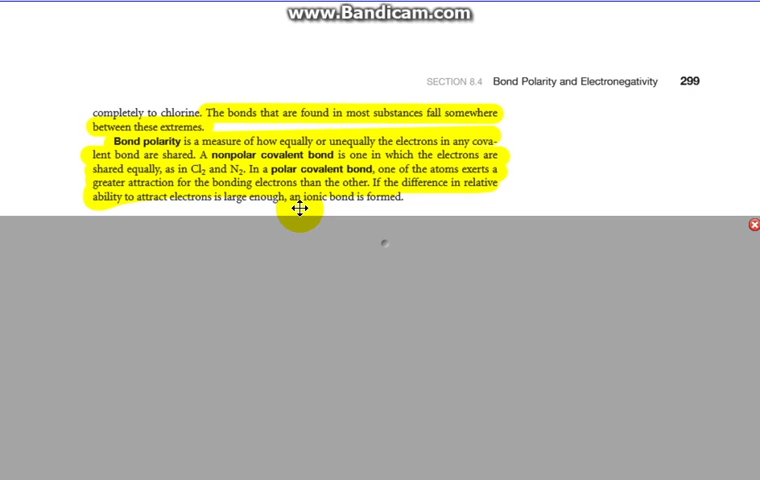 www.Bandicam.com
SECTION 8.4 Bond Polarity and Electronegativity 299
completely to chlorine. The bonds that are found in most substances fall somewhere
between these extremes.
Bond polarity is a measure of how equally or unequally the electrons in any cova-
lent bond are shared. A nonpolar covalent bond is one in which the electrons are
shared equally, as in Cl₂ and N₂. In a polar covalent bond, one of the atoms exerts a
greater attraction for the bonding electrons than the other. If the difference in relative
ability to attract electrons is large enough, an ionic bond is formed.